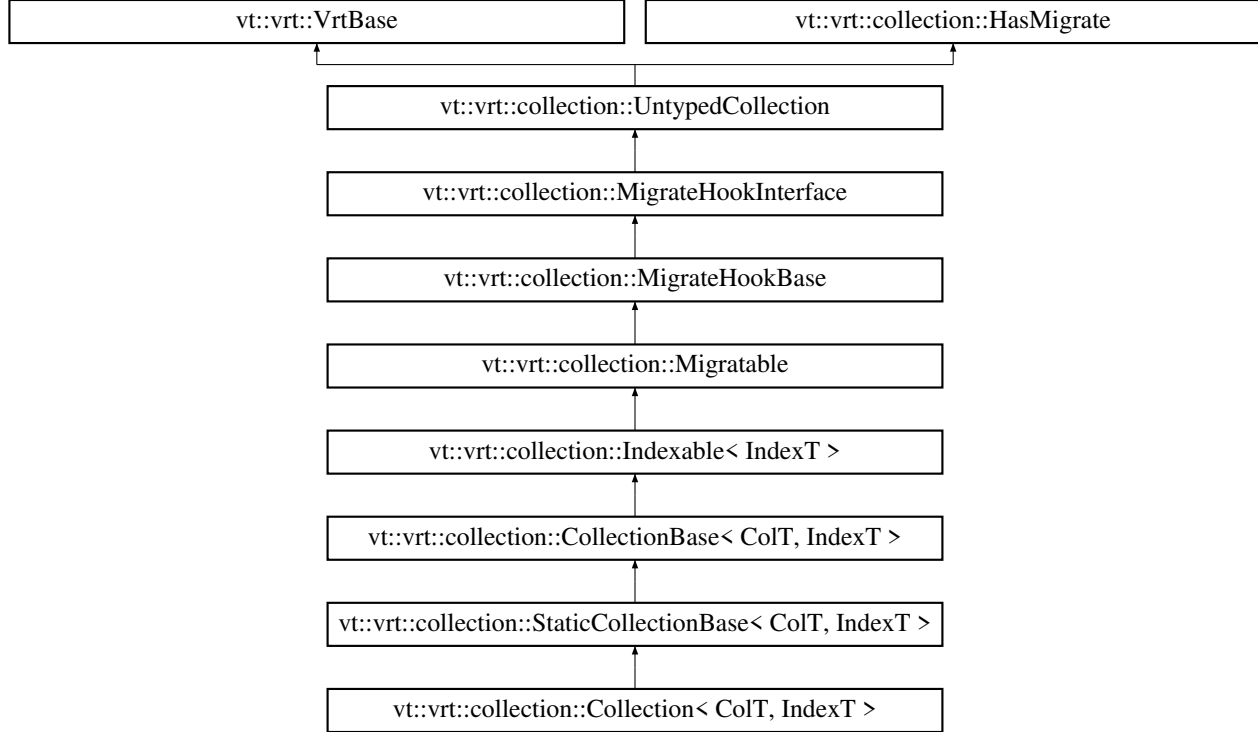 vt::vrt::VrtBase
vt::vrt::collection::HasMigrate
vt::vrt::collection::UntypedCollection
vt::vrt::collection::MigrateHookInterface
vt::vrt::collection::MigrateHookBase
vt::vrt::collection::Migratable
vt::vrt::collection::Indexable< IndexT >
vt::vrt::collection::CollectionBase< ColT, IndexT >
vt::vrt::collection::StaticCollectionBase< ColT, IndexT >
vt::vrt::collection::Collection< ColT, IndexT >